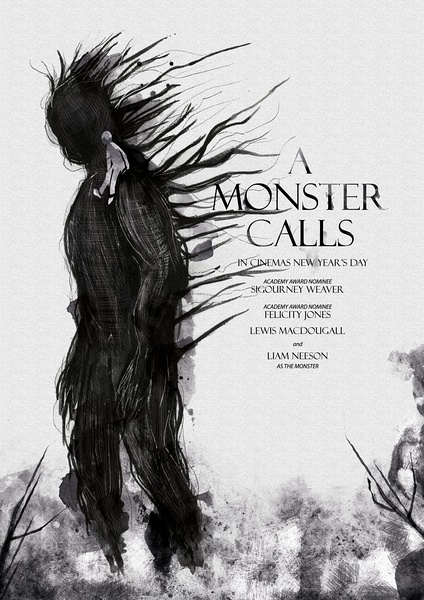 A
MONSTER
CALLS
IN CINEMAS NEW YEAR'S DAY
ACADEMY AWARD NOMINEE
SIGOURNEY WEAVER
ACADEMY AWARD NOMINEE
FELICITY JONES
LEWIS MACDOUGALL
and
LIAM NEESON
AS THE MONSTER